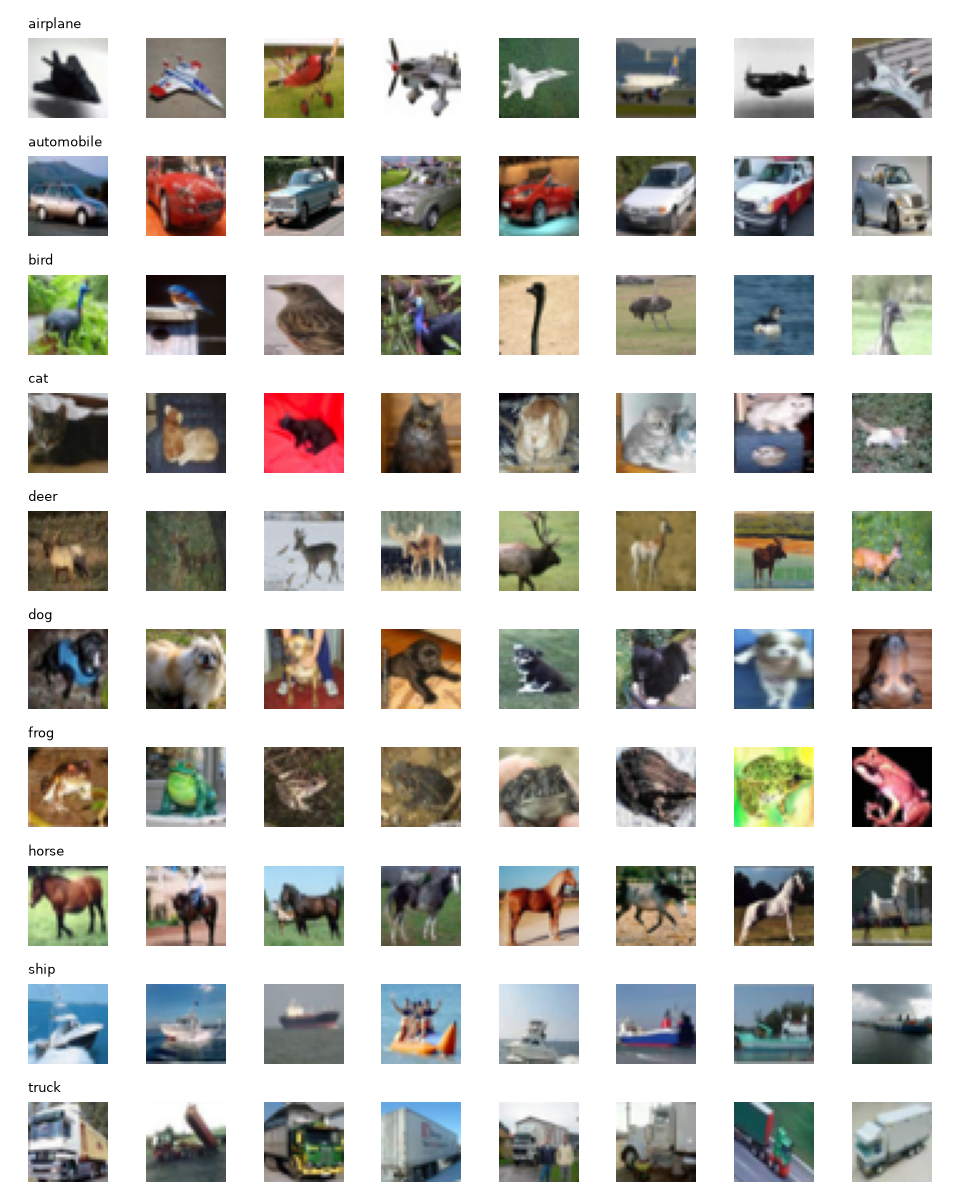 airplane
automobile
bird
cat
deer
dog
frog
horse
ship
truck